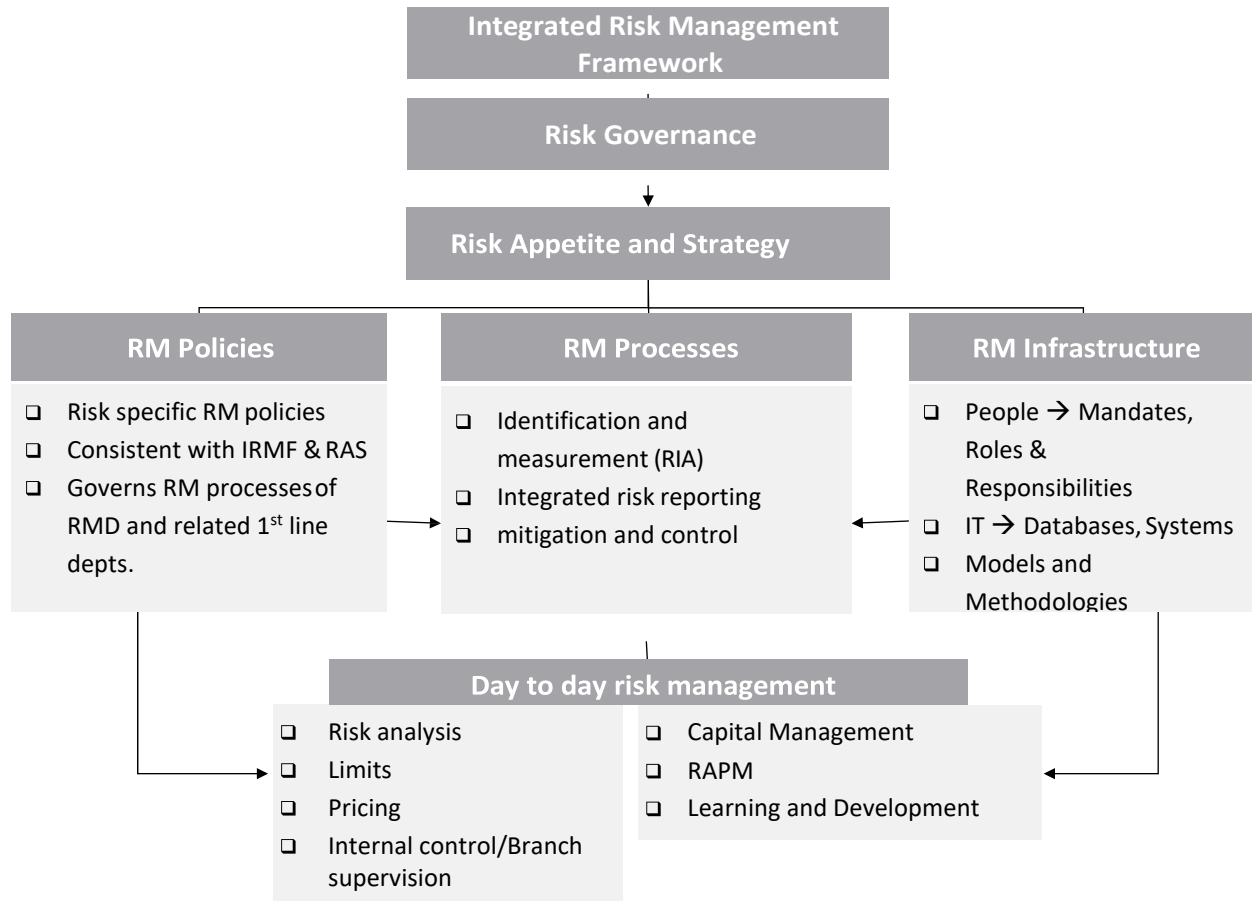 Integrated Risk Management
Framework
Risk Governance
Risk Appetite and Strategy
RM Policies
❑ Risk specific RM policies
❑ Consistent with IRMF & RAS
❑ Governs RM processes of
RMD and related 1st line
depts.
RM Processes
❑ Identification and
measurement (RIA)
❑ Integrated risk reporting
❑ mitigation and control
RM Infrastructure
❑ People → Mandates,
Roles &
Responsibilities
❑ IT → Databases, Systems
❑ Models and
Methodologies
Day to day risk management
❑ Risk analysis
❑ Limits
❑ Pricing
❑ Internal control/Branch
supervision
❑ Capital Management
❑ RAPM
❑ Learning and Development